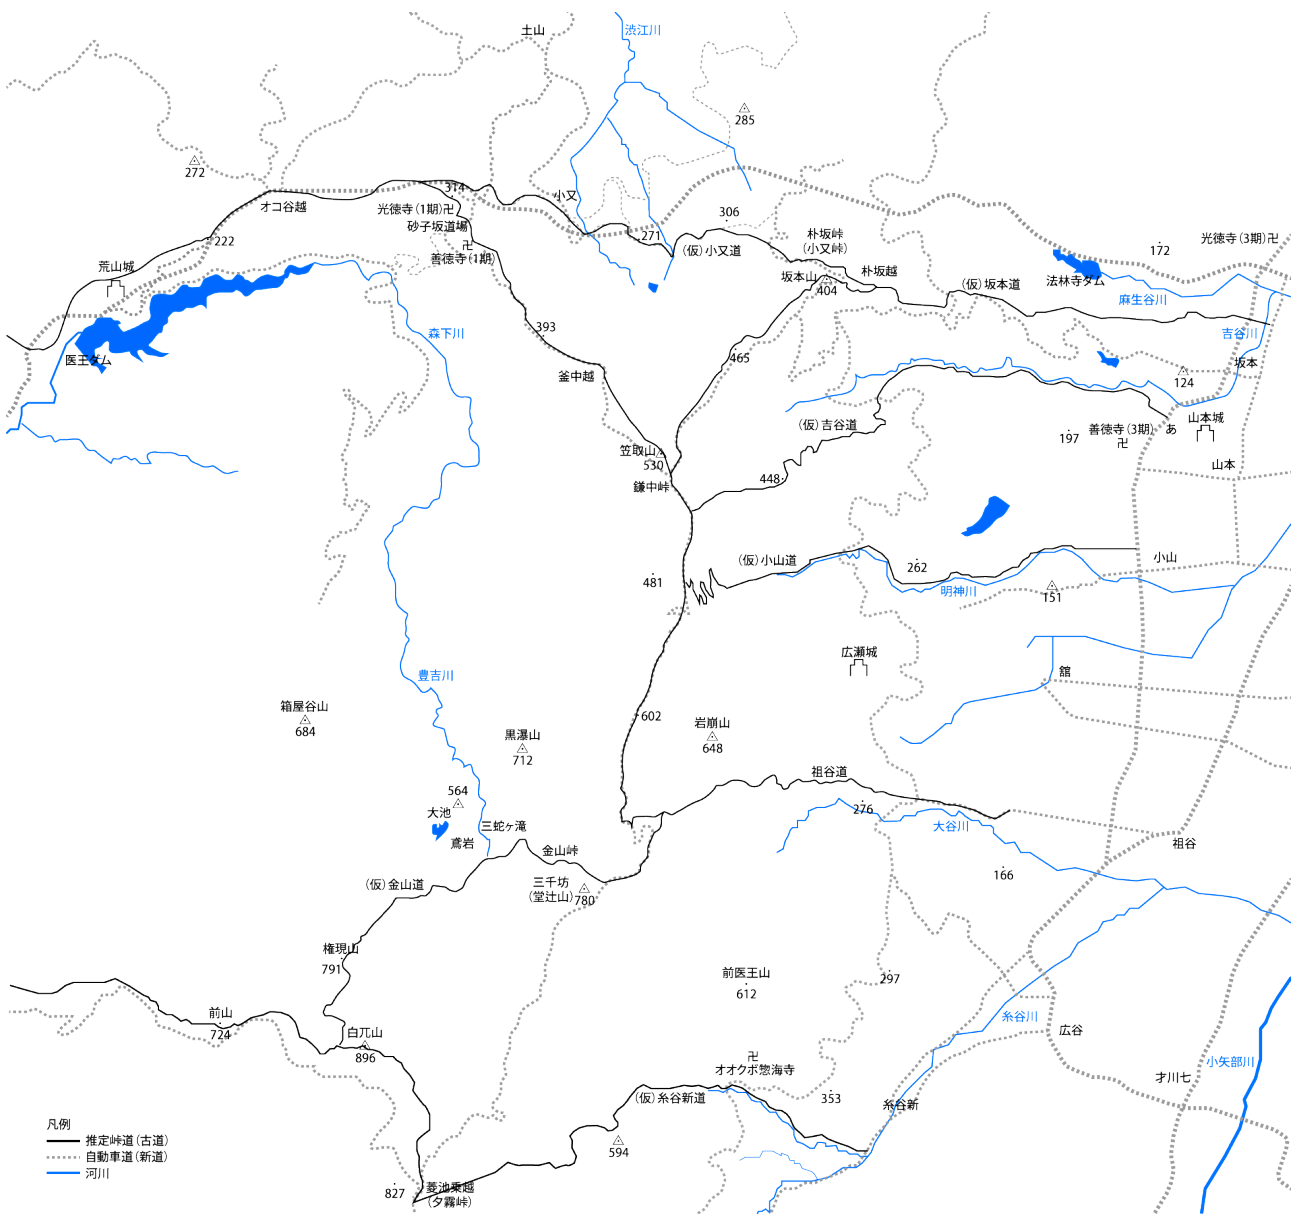 土山
渋江川
285
272
314
小又
オコ谷越
光徳寺(1期)卍
砂子坂道場
卍
善徳寺(1期)
222
271
(仮)小又道
306
朴坂峠
(小又峠)
172
光徳寺(3期)卍
荒山城
坂本山
404
朴坂越
(仮)坂本道
法林寺ダム
麻生谷川
医王ダム
森下川
393
釜中越
465
吉谷川
坂本
124
(仮)吉谷道
197
善徳寺(3期)
卍
あ
山本城
笠取山
530
鎌中峠
448
山本
481
(仮)小山道
262
明神川
小山
151
広瀬城
舘
豊吉川
箱屋谷山
684
黒瀑山
712
602
岩崩山
648
564
大池
鳶岩
三蛇ヶ滝
金山峠
祖谷道
276
大谷川
祖谷
(仮)金山道
三千坊
(堂辻山)
780
166
権現山
791
前医王山
612
297
前山
724
白兀山
896
糸谷川
広谷
卍
オオクボ惣海寺
(仮)糸谷新道
353
糸谷新
才川七
小矢部川
594
827
菱池乗越
(夕霧峠)
凡例
推定峠道(古道)
自動車道(新道)
河川